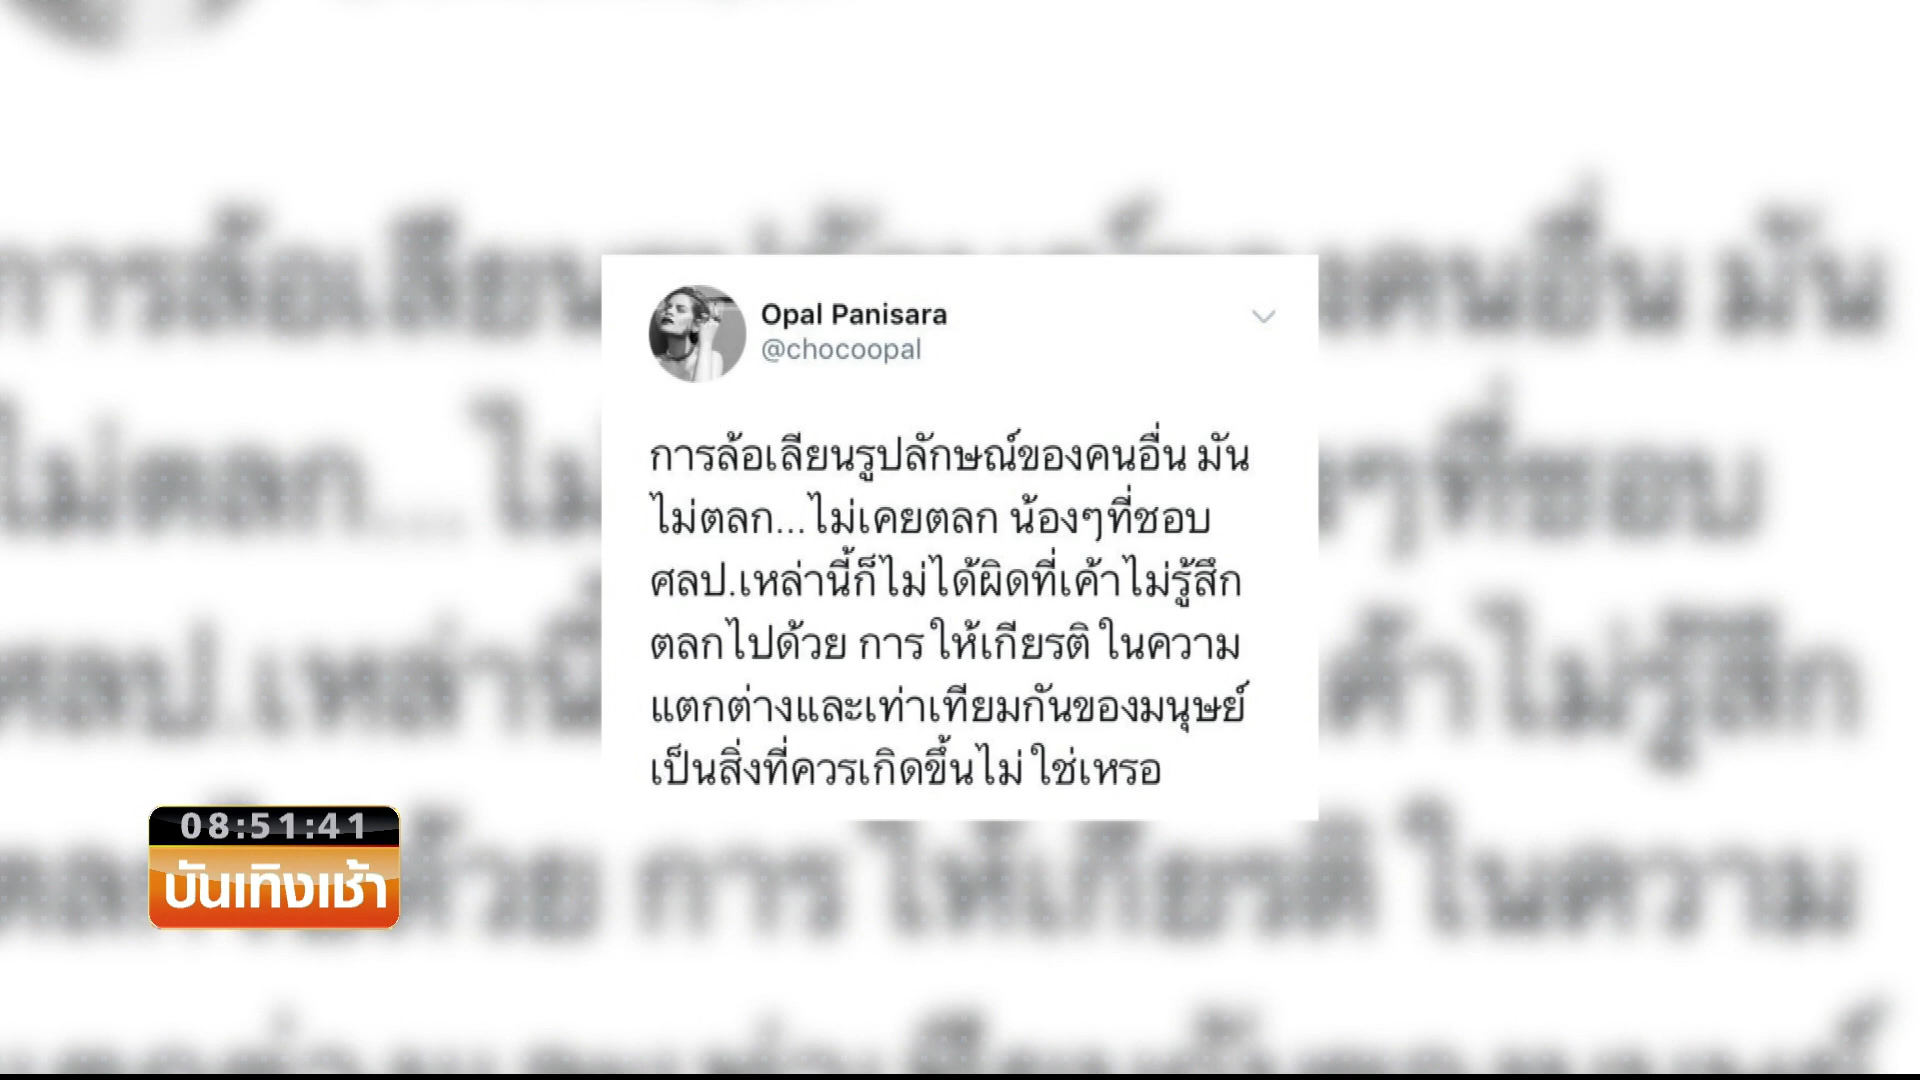 Opal Panisara
@chocoopal
การล้อเลียนรูปลักษณ์ของคนอื่น มัน
ไม่ตลก...ไม่เคยตลก น้องๆที่ชอบ
ศลป.เหล่านี้ก็ไม่ได้ผิดที่เค้าไม่รู้สึก
ตลกไปด้วย การให้เกียรติในความ
แตกต่างและเท่าเทียมกันของมนุษย์
เป็นสิ่งที่ควรเกิดขึ้นไม่ใช่เหรอ
08:51:41
บันเทิงเช้า